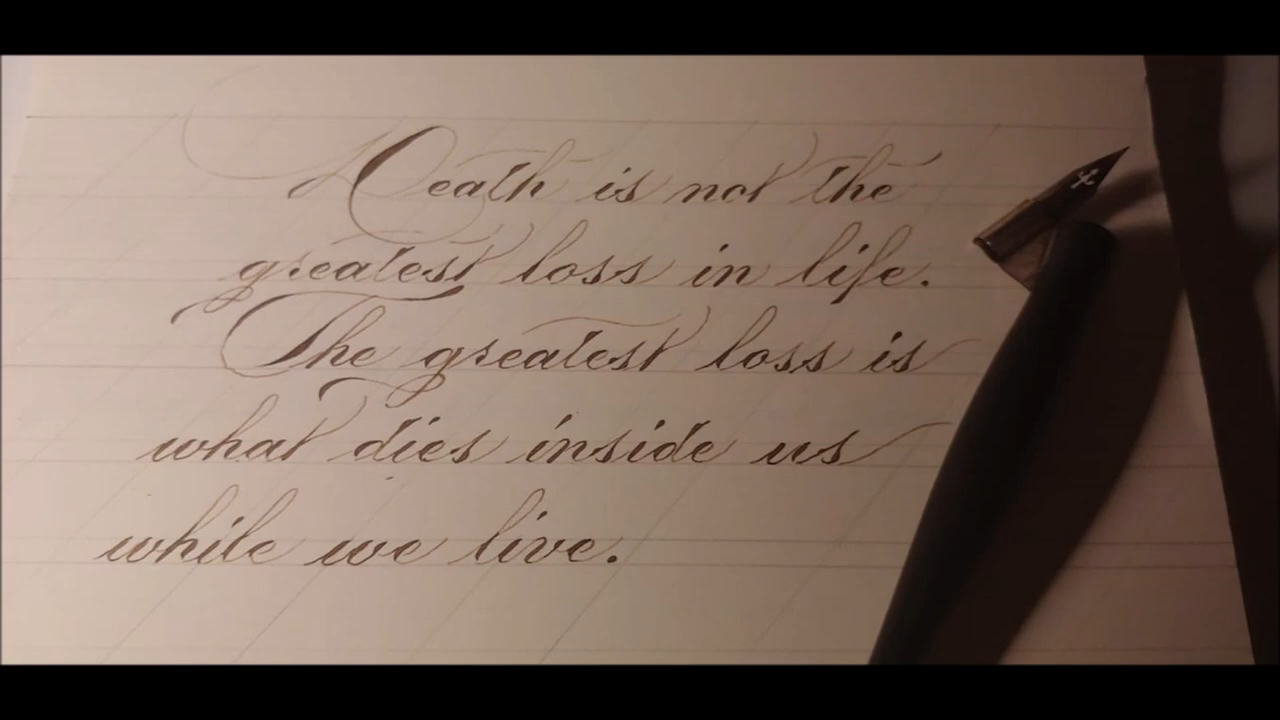 Death is not the
greatest loss in life.
The greatest loss is
what dies inside us
while we live.